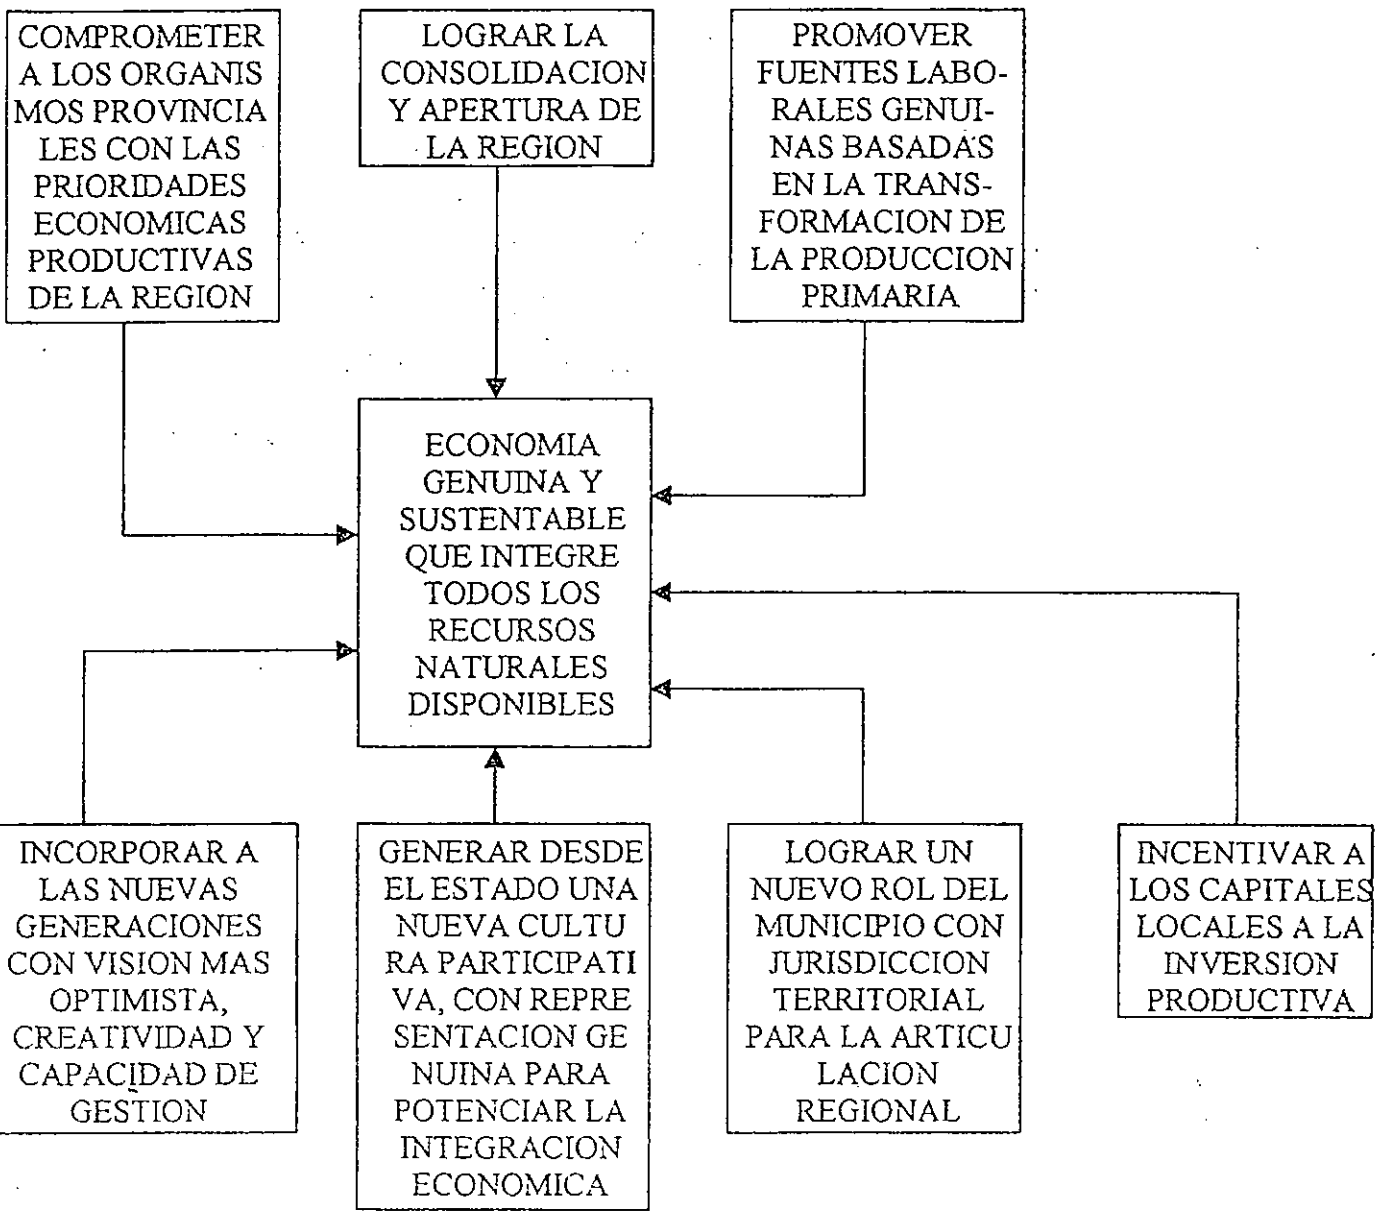 COMPROMETER
A LOS ORGANIS
MOS PROVINCIA
LES CON LAS
PRIORIDADES
ECONOMICAS
PRODUCTIVAS
DE LA REGION
LOGRAR LA
CONSOLIDACION
Y APERTURA DE
LA REGION
PROMOVER
FUENTES LABO-
RALES GENUI-
NAS BASADAS
EN LA TRANS-
FORMACION DE
LA PRODUCCION
PRIMARIA
ECONOMIA
GENUINA Y
SUSTENTABLE
QUE INTEGRE
TODOS LOS
RECURSOS
NATURALES
DISPONIBLES
INCORPORAR A
LAS NUEVAS
GENERACIONES
CON VISION MAS
OPTIMISTA,
CREATIVIDAD Y
CAPACIDAD DE
GESTION
GENERAR DESDE
EL ESTADO UNA
NUEVA CULTU
RA PARTICIPATI
VA, CON REPRE
SENTACION GE
NUINA PARA
POTENCIAR LA
INTEGRACION
ECONOMICA
LOGRAR UN
NUEVO ROL DEL
MUNICIPIO CON
JURISDICCION
TERRITORIAL
PARA LA ARTICU
LACION
REGIONAL
INCENTIVAR A
LOS CAPITALES
LOCALES A LA
INVERSION
PRODUCTIVA